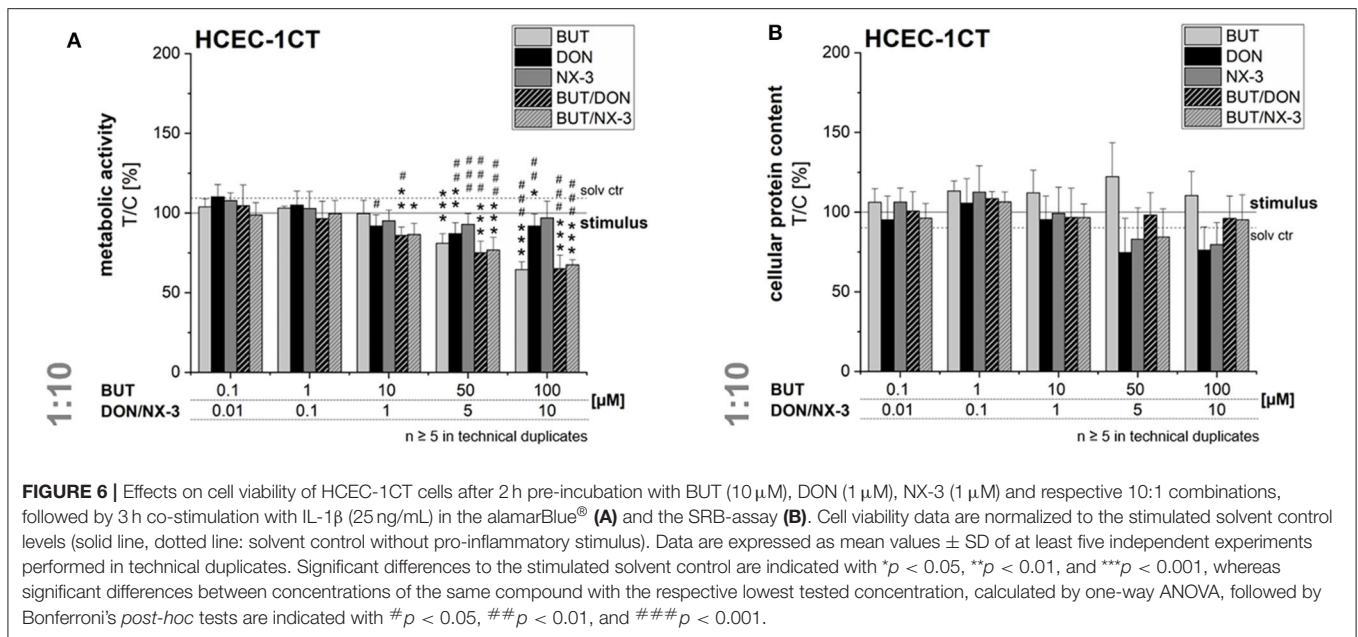 A
HCEC-1CT
BUT
DON
NX-3
BUT/DON
BUT/NX-3
metabolic activity
T/C [%]
200
150
100
50
0
solv ctr
stimulus
1:10
BUT 0.1 1 10 50 100 [µM]
DON/NX-3 0.01 0.1 1 5 10
n ≥ 5 in technical duplicates
B
HCEC-1CT
BUT
DON
NX-3
BUT/DON
BUT/NX-3
cellular protein content
T/C [%]
200
150
100
50
0
stimulus
solv ctr
1:10
BUT 0.1 1 10 50 100 [µM]
DON/NX-3 0.01 0.1 1 5 10
n ≥ 5 in technical duplicates
FIGURE 6 | Effects on cell viability of HCEC-1CT cells after 2 h pre-incubation with BUT (10 µM), DON (1 µM), NX-3 (1 µM) and respective 10:1 combinations,
followed by 3 h co-stimulation with IL-1β (25 ng/mL) in the alamarBlue® (A) and the SRB-assay (B). Cell viability data are normalized to the stimulated solvent control
levels (solid line, dotted line: solvent control without pro-inflammatory stimulus). Data are expressed as mean values ± SD of at least five independent experiments
performed in technical duplicates. Significant differences to the stimulated solvent control are indicated with *p < 0.05, **p < 0.01, and ***p < 0.001, whereas
significant differences between concentrations of the same compound with the respective lowest tested concentration, calculated by one-way ANOVA, followed by
Bonferroni's post-hoc tests are indicated with #p < 0.05, ##p < 0.01, and ###p < 0.001.